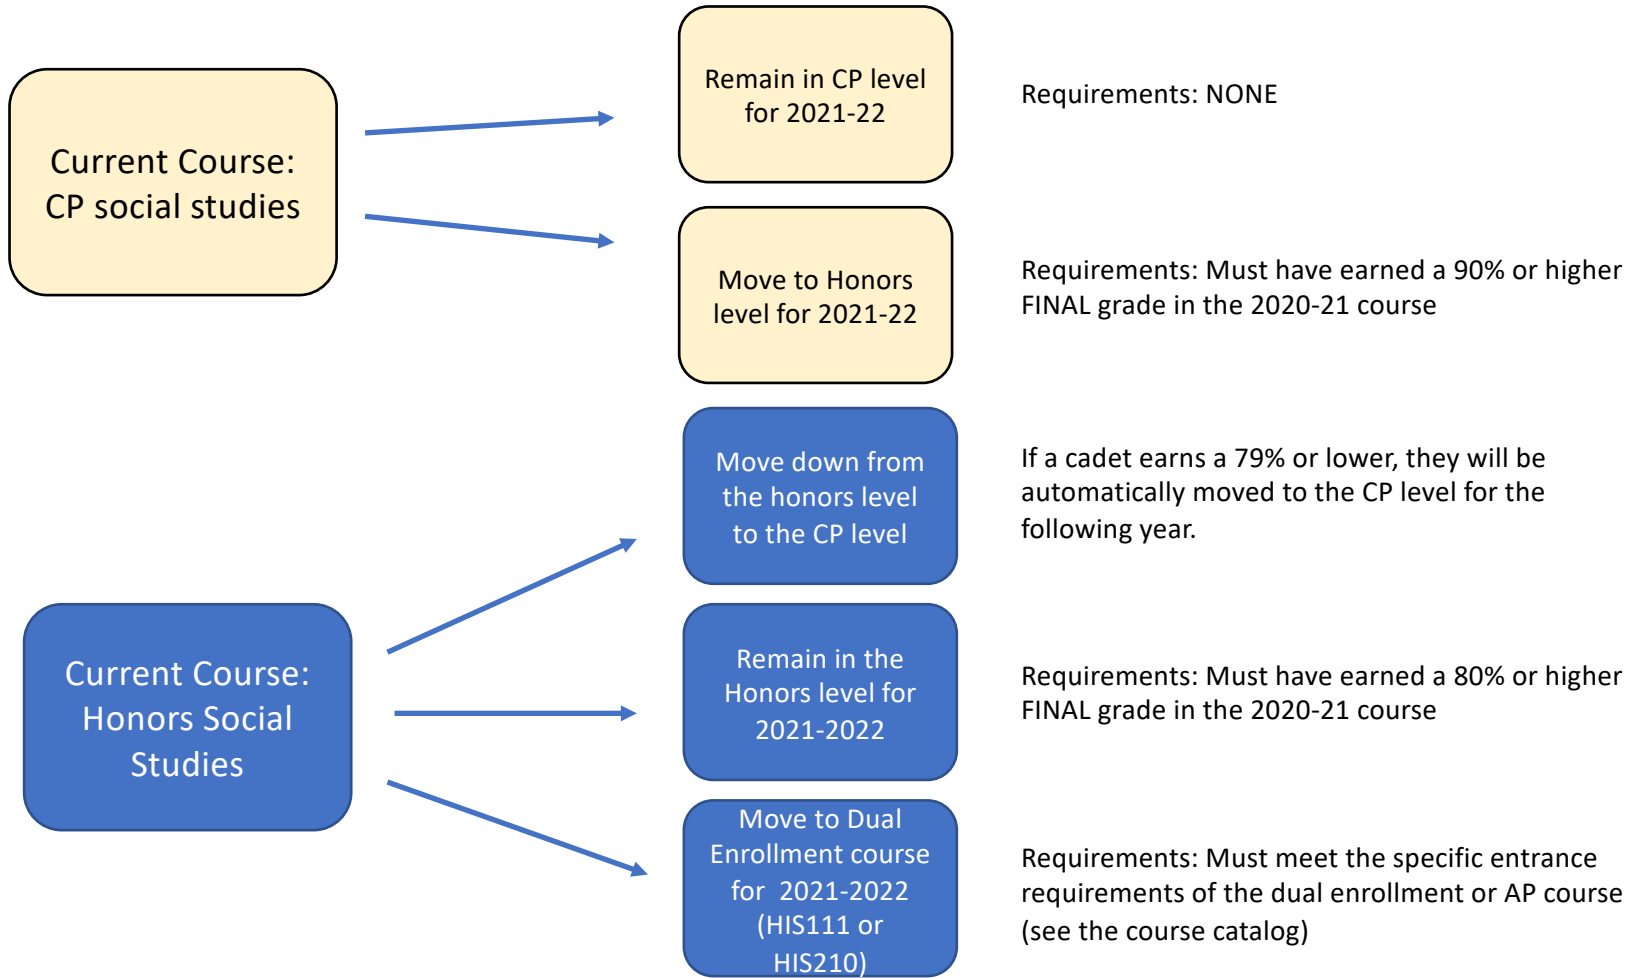 Remain in CP level
for 2021-22
Requirements: NONE
Current Course:
CP social studies
Move to Honors
level for 2021-22
Requirements: Must have earned a 90% or higher
FINAL grade in the 2020-21 course
Move down from
the honors level
to the CP level
If a cadet earns a 79% or lower, they will be
automatically moved to the CP level for the
following year.
Current Course:
Honors Social
Studies
Remain in the
Honors level for
2021-2022
Requirements: Must have earned a 80% or higher
FINAL grade in the 2020-21 course
Move to Dual
Enrollment course
for 2021-2022
(HIS111 or
HIS210)
Requirements: Must meet the specific entrance
requirements of the dual enrollment or AP course
(see the course catalog)